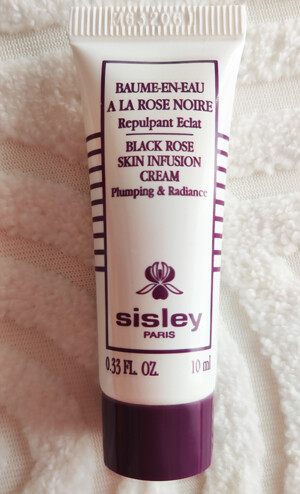 BAUME-EN-EAU
A LA ROSE NOIRE
Repulpant Eclat
BLACK ROSE
SKIN INFUSION
CREAM
Plumping & Radiance
sisley
PARIS
0.33 FL. OZ. 10 ml